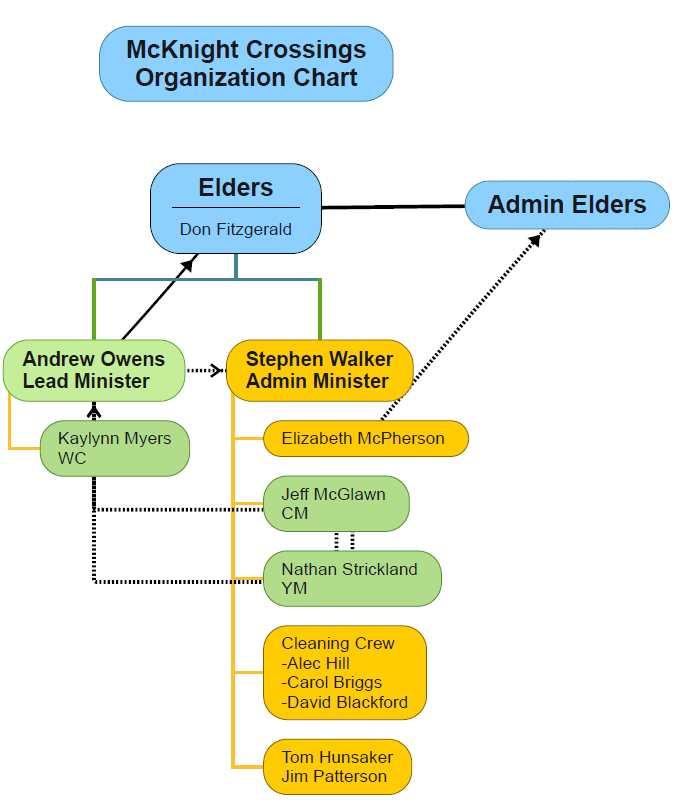 McKnight Crossings
Organization Chart
Elders
Don Fitzgerald
Admin Elders
Andrew Owens
Lead Minister
Stephen Walker
Admin Minister
Kaylynn Myers
WC
Elizabeth McPherson
Jeff McGlawn
CM
Nathan Strickland
YM
Cleaning Crew
-Alec Hill
-Carol Briggs
-David Blackford
Tom Hunsaker
Jim Patterson